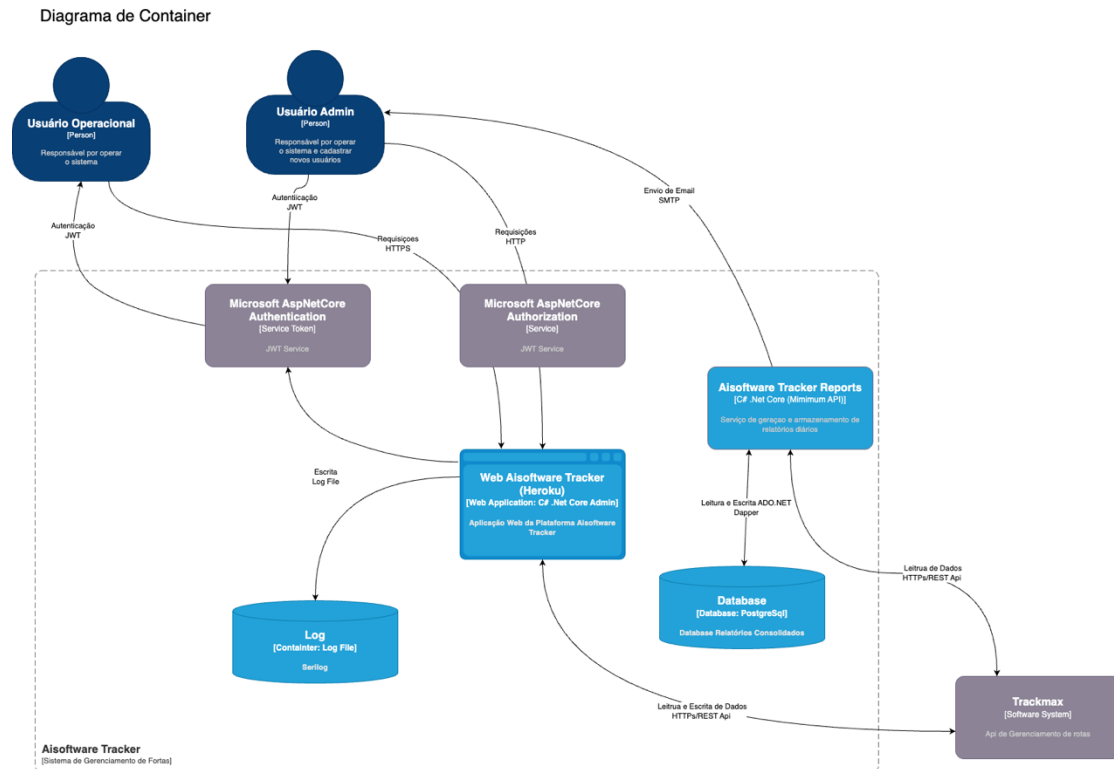 Diagrama de Container
Usuário Operacional
[Person]
Responsável por operar
o sistema
Usuário Admin
[Person]
Responsável por operar
o sistema e cadastrar
novos usuários
Envio de Email
SMTP
Autenticação
JWT
Autenticação
JWT
Requisiçoes
HTTPS
Requisições
HTTP
Microsoft AspNetCore
Authentication
[Service Token]
JWT Service
Microsoft AspNetCore
Authorization
[Service]
JWT Service
Aisoftware Tracker Reports
[C# .Net Core (Mimimum API)]
Serviço de geraçao e armazenamento de
relatórios diários
Escrita
Log File
Web Aisoftware Tracker
(Heroku)
[Web Application: C# .Net Core Admin]
Aplicação Web da Plataforma Aisoftware
Tracker
Leitura e Escrita ADO.NET
Dapper
Leitrua de Dados
HTTPs/REST Api
Database
[Database: PostgreSql]
Database Relatórios Consolidados
Log
[Containter: Log File]
Serilog
Leitrua e Escrita de Dados
HTTPs/REST Api
Trackmax
[Software System]
Api de Gerenciamento de rotas
Aisoftware Tracker
[Sistema de Gerenciamento de Fortas]